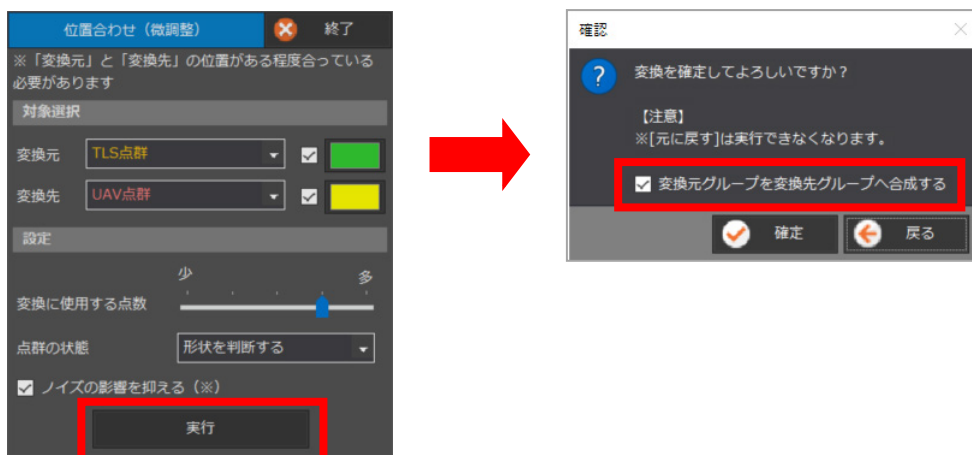 位置合わせ（微調整）
終了
※「変換元」と「変換先」の位置がある程度合っている
必要があります
対象選択
変換元
TLS点群
変換先
UAV点群
設定
少
多
変換に使用する点数
点群の状態
形状を判断する
ノイズの影響を抑える（※）
実行
確認
変換を確定してよろしいですか？
【注意】
※[元に戻す]は実行できなくなります。
変換元グループを変換先グループへ合成する
確定
戻る